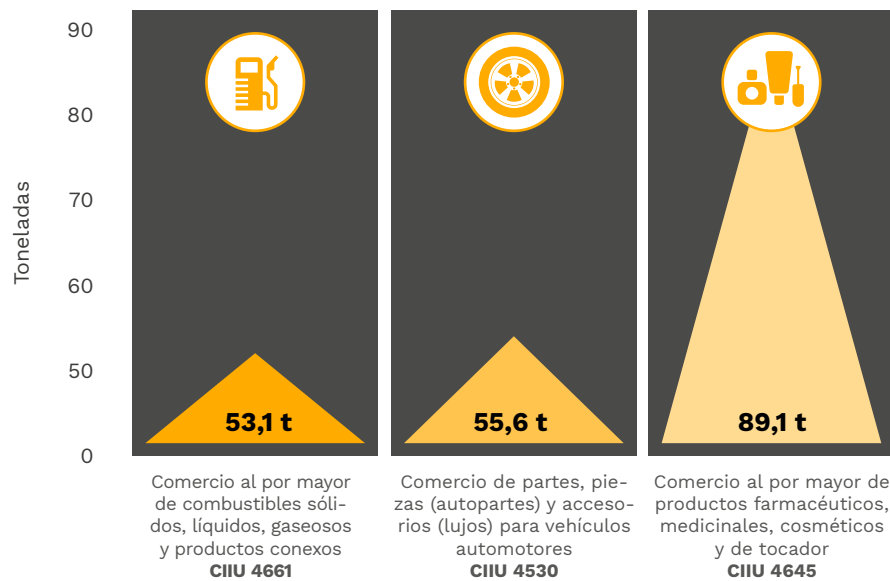 Toneladas
90
80
70
60
50
0
53,1 t
55,6 t
89,1 t
Comercio al por mayor
de combustibles sóli-
dos, líquidos, gaseosos
y productos conexos
CIIU 4661
Comercio de partes, pie-
zas (autopartes) y acceso-
rios (lujos) para vehículos
automotores
CIIU 4530
Comercio al por mayor de
productos farmacéuticos,
medicinales, cosméticos
y de tocador
CIIU 4645